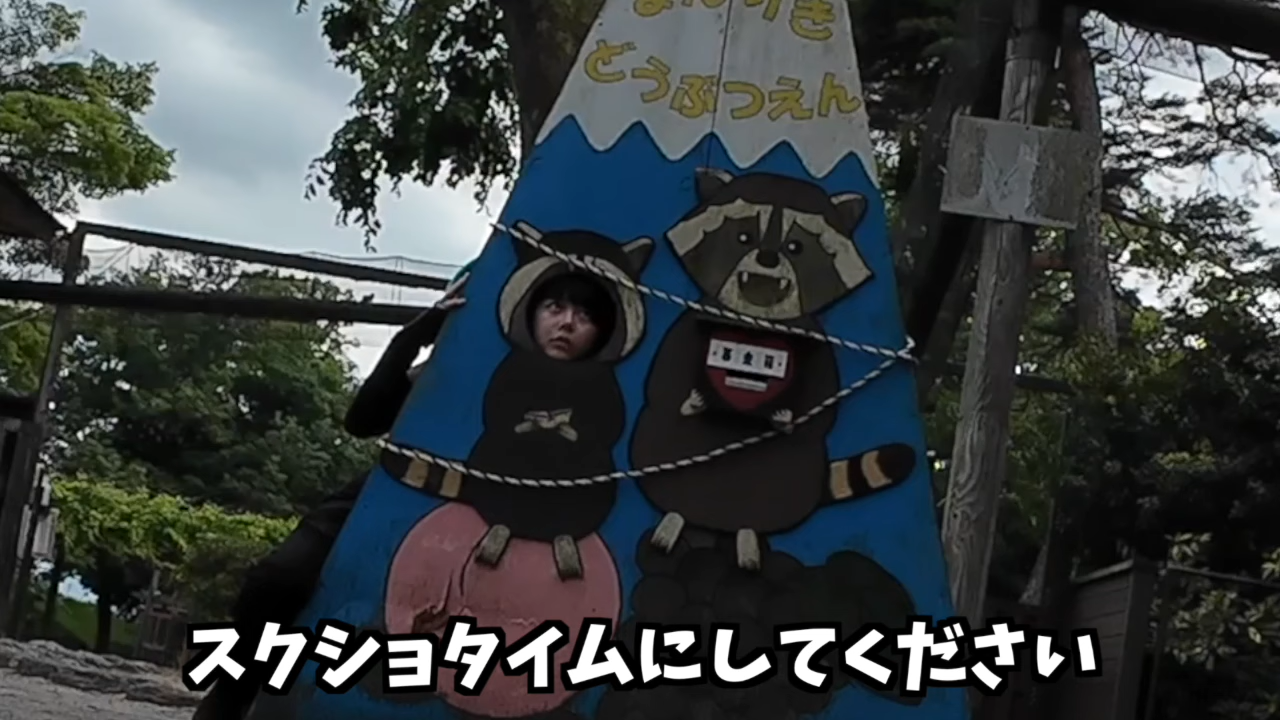 どうぶつえん
募金箱
スクショタイムにしてください